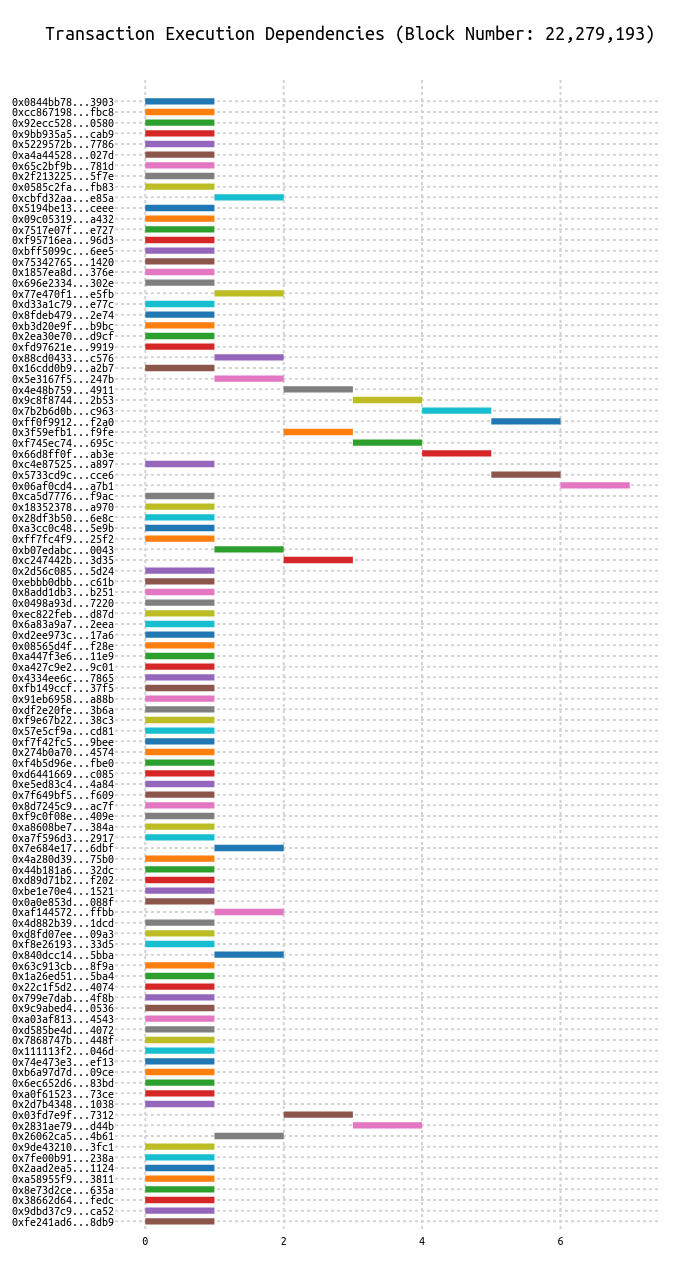 Transaction Execution Dependencies (Block Number: 22,279,193)
0x0844bb78...3903
0xcc867198...fbc8
0x92ecc528...0580
0x9bb935a5...cab9
0x5229572b...7786
0xa4a44528...027d
0x65c2bf9b...781d
0x2f213225...5f7e
0x0585c2fa...fb83
0xcbfd32aa...e85a
0x5194be13...ceee
0x09c05319...a432
0x7517e07f...e727
0xf95716ea...96d3
0xbff5099c...6ee5
0x75342765...1420
0x1857ea8d...376e
0x696e2334...302e
0x77e470f1...e5fb
0xd33a1c79...e77c
0x8fdeb479...2e74
0xb3d20e9f...b9bc
0x2ea30e70...d9cf
0xfd97621e...9919
0x88cd0433...c576
0x16cdd0b9...a2b7
0x5e3167f5...247b
0x4e48b759...4911
0x9c8f8744...2b53
0x7b2b6d0b...c963
0xff0f9912...f2a0
0x3f59efb1...f9fe
0xf745ec74...695c
0x66d8ff0f...ab3e
0xc4e87525...a897
0x5733cd9c...cce6
0x06af0cd4...a7b1
0xca5d7776...f9ac
0x18352378...a970
0x28df3b50...6e8c
0xa3cc0c48...5e9b
0xff7fc4f9...25f2
0xb07edabc...0043
0xc247442b...3d35
0x2d56c085...5d24
0xebbb0dbb...c61b
0x8add1db3...b251
0x0498a93d...7220
0xec822feb...d87d
0x6a83a9a7...2eea
0xd2ee973c...17a6
0x08565d4f...f28e
0xa447f3e6...11e9
0xa427c9e2...9c01
0x4334ee6c...7865
0xfb149ccf...37f5
0x91eb6958...a88b
0xdf2e20fe...3b6a
0xf9e67b22...38c3
0x57e5cf9a...cd81
0xf7f42fc5...9bee
0x274b0a70...4574
0xf4b5d96e...fbe0
0xd6441669...c085
0xe5ed83c4...4a84
0x7f649bf5...f609
0x8d7245c9...ac7f
0xf9c0f08e...409e
0xa8608be7...384a
0xa7f596d3...2917
0x7e684e17...6dbf
0x4a280d39...75b0
0x44b181a6...32dc
0xd89d71b2...f202
0xbe1e70e4...1521
0x0a0e853d...088f
0xaf144572...ffbb
0x4d882b39...1dcd
0xd8fd07ee...09a3
0xf8e26193...33d5
0x840dcc14...5bba
0x63c913cb...8f9a
0x1a26ed51...5ba4
0x22c1f5d2...4074
0x799e7dab...4f8b
0x9c9abed4...0536
0xa03af813...4543
0xd585be4d...4072
0x7868747b...448f
0x111113f2...046d
0x74e473e3...ef13
0xb6a97d7d...09ce
0x6ec652d6...83bd
0xa0f61523...73ce
0x2d7b4348...1038
0x03fd7e9f...7312
0x2831ae79...d44b
0x26062ca5...4b61
0x9de43210...3fc1
0x7fe00b91...238a
0x2aad2ea5...1124
0xa58955f9...3811
0x8e73d2ce...635a
0x38662d64...fedc
0x9dbd37c9...ca52
0xfe241ad6...8db9
0 2 4 6